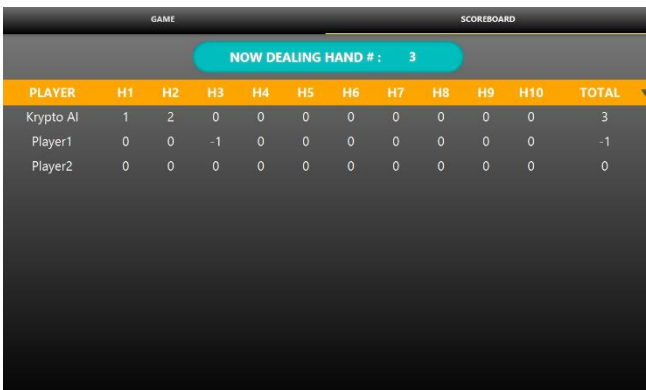 GAME SCOREBOARD
NOW DEALING HAND # : 3
PLAYER H1 H2 H3 H4 H5 H6 H7 H8 H9 H10 TOTAL
Krypto AI 1 2 0 0 0 0 0 0 0 0 3
Player1 0 0 -1 0 0 0 0 0 0 0 -1
Player2 0 0 0 0 0 0 0 0 0 0 0